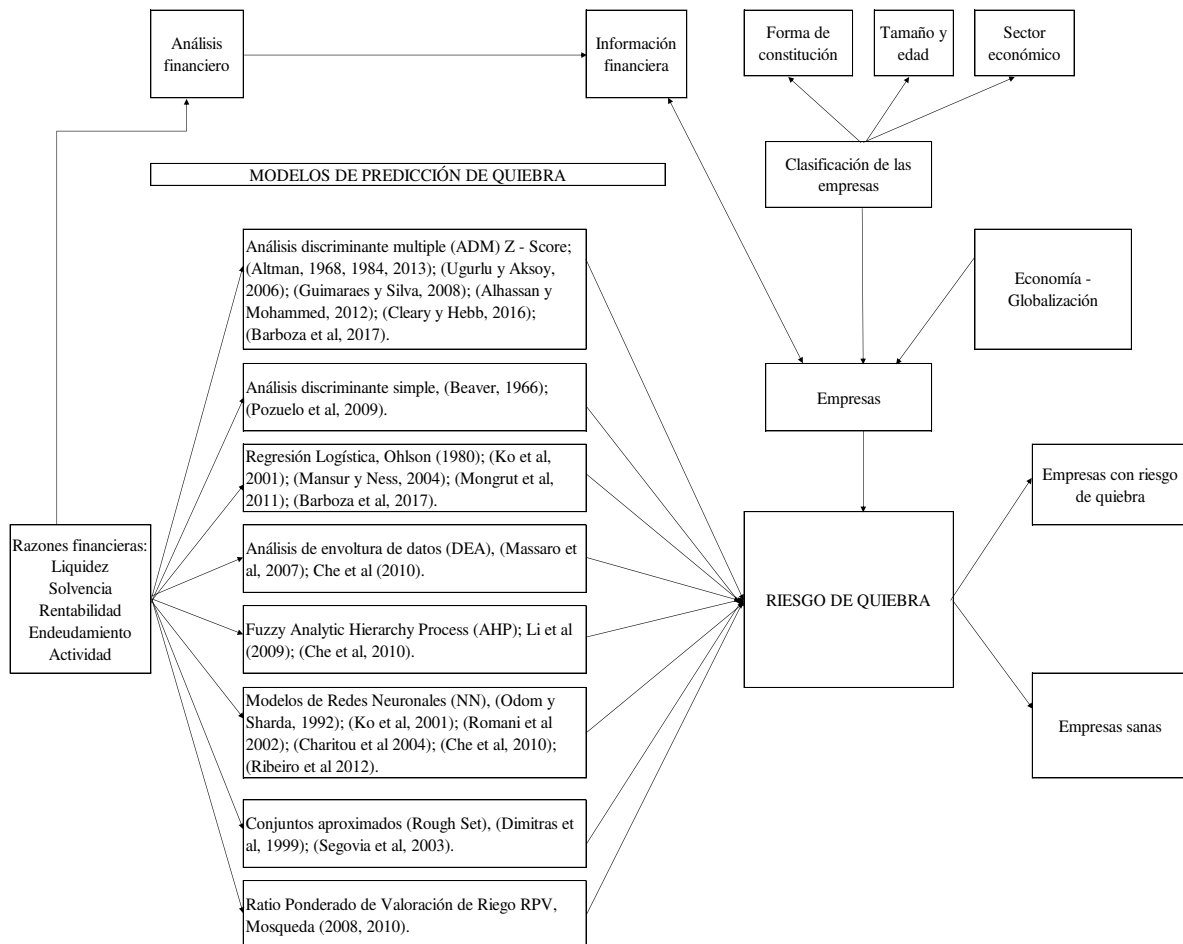 Análisis
financiero
Información
financiera
Forma de
constitución
Tamaño y
edad
Sector
económico
Clasificación de las
empresas
MODELOS DE PREDICCIÓN DE QUIEBRA
Análisis discriminante multiple (ADM) Z - Score;
(Altman, 1968, 1984, 2013); (Ugurlu y Aksoy,
2006); (Guimaraes y Silva, 2008); (Alhassan y
Mohammed, 2012); (Cleary y Hebb, 2016);
(Barboza et al, 2017).
Economía -
Globalización
Análisis discriminante simple, (Beaver, 1966);
(Pozuelo et al, 2009).
Empresas
Regresión Logística, Ohlson (1980); (Ko et al,
2001); (Mansur y Ness, 2004); (Mongrut et al,
2011); (Barboza et al, 2017).
Empresas con riesgo
de quiebra
Razones financieras:
Liquidez
Solvencia
Rentabilidad
Endeudamiento
Actividad
Análisis de envoltura de datos (DEA), (Massaro et
al, 2007); Che et al (2010).
RIESGO DE QUIEBRA
Fuzzy Analytic Hierarchy Process (AHP); Li et al
(2009); (Che et al, 2010).
Modelos de Redes Neuronales (NN), (Odom y
Sharda, 1992); (Ko et al, 2001); (Romani et al
2002); (Charitou et al 2004); (Che et al, 2010);
(Ribeiro et al 2012).
Empresas sanas
Conjuntos aproximados (Rough Set), (Dimitras et
al, 1999); (Segovia et al, 2003).
Ratio Ponderado de Valoración de Riego RPV,
Mosqueda (2008, 2010).